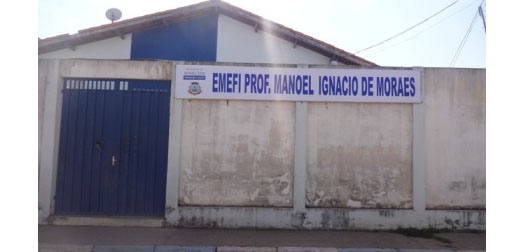 EMEFI PROF. MANOEL IGNACIO DE MORAES